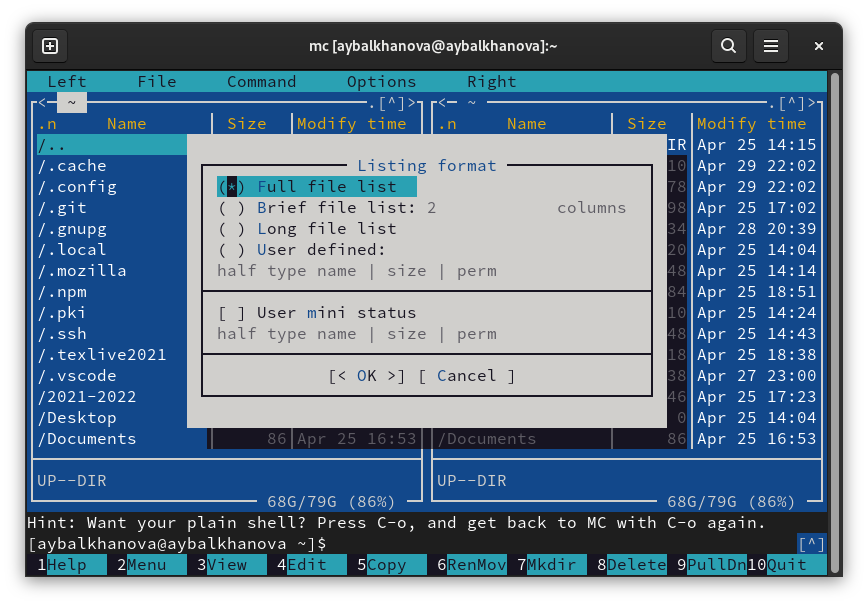 mc [aybalkhanova@aybalkhanova]:~
Left File Command Options Right
<- ~ .[^]> <- ~ .[^]>
.n Name Size Modify time .n Name Size Modify time
/.. IR Apr 25 14:15
Listing format
/.cache 10 Apr 29 22:02
/.config (*) Full file list 78 Apr 29 22:02
/.git ( ) Brief file list: 2 columns 98 Apr 25 17:02
/.gnupg ( ) Long file list 34 Apr 28 20:39
/.local ( ) User defined: 20 Apr 25 14:04
/.mozilla half type name | size | perm 48 Apr 25 14:14
/.npm 84 Apr 25 18:51
/.pki [ ] User mini status 10 Apr 25 14:24
/.ssh half type name | size | perm 48 Apr 25 14:43
/.texlive2021 18 Apr 25 18:38
/.vscode [< OK >] [ Cancel ] 38 Apr 27 23:00
/2021-2022 46 Apr 25 17:23
/Desktop 0 Apr 25 14:04
/Documents 86 Apr 25 16:53 /Documents 86 Apr 25 16:53
UP--DIR UP--DIR
68G/79G (86%) 68G/79G (86%)
Hint: Want your plain shell? Press C-o, and get back to MC with C-o again.
[aybalkhanova@aybalkhanova ~]$ [^]
1Help 2Menu 3View 4Edit 5Copy 6RenMov 7Mkdir 8Delete 9PullDn 10Quit